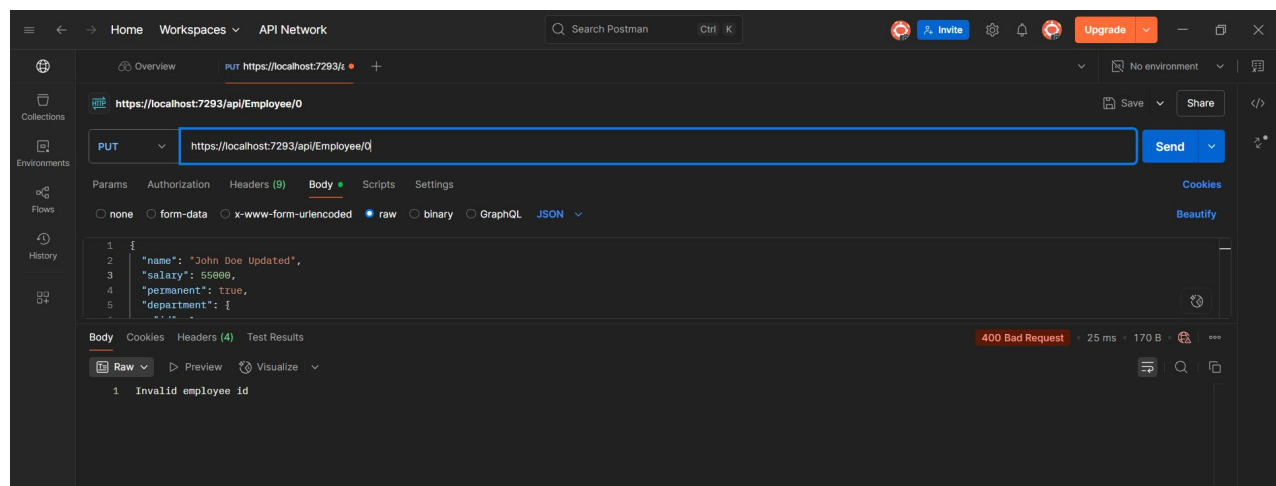 Home Workspaces API Network Search Postman Ctrl K Invite Upgrade
Overview PUT https://localhost:7293/a + No environment
HTTP https://localhost:7293/api/Employee/0 Save Share
Collections
PUT https://localhost:7293/api/Employee/0 Send
Environments
Params Authorization Headers (9) Body Scripts Settings Cookies
Flows
none form-data x-www-form-urlencoded raw binary GraphQL JSON Beautify
History
1 {
2 "name": "John Doe Updated",
3 "salary": 55000,
4 "permanent": true,
5 "department": {
Body Cookies Headers (4) Test Results 400 Bad Request 25 ms 170 B
Raw Preview Visualize
1 Invalid employee id